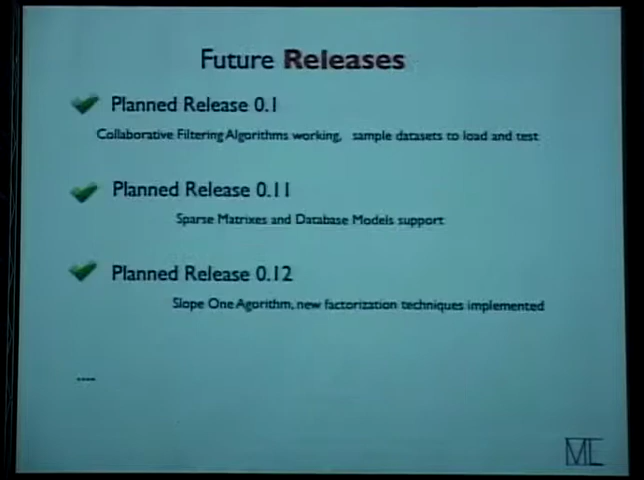 Future Releases
Planned Release 0.1
Collaborative Filtering Algorithms working, sample datasets to load and test
Planned Release 0.11
Sparse Matrixes and Database Models support
Planned Release 0.12
Slope One Agorithm, new factorization techniques implemented
....
ML